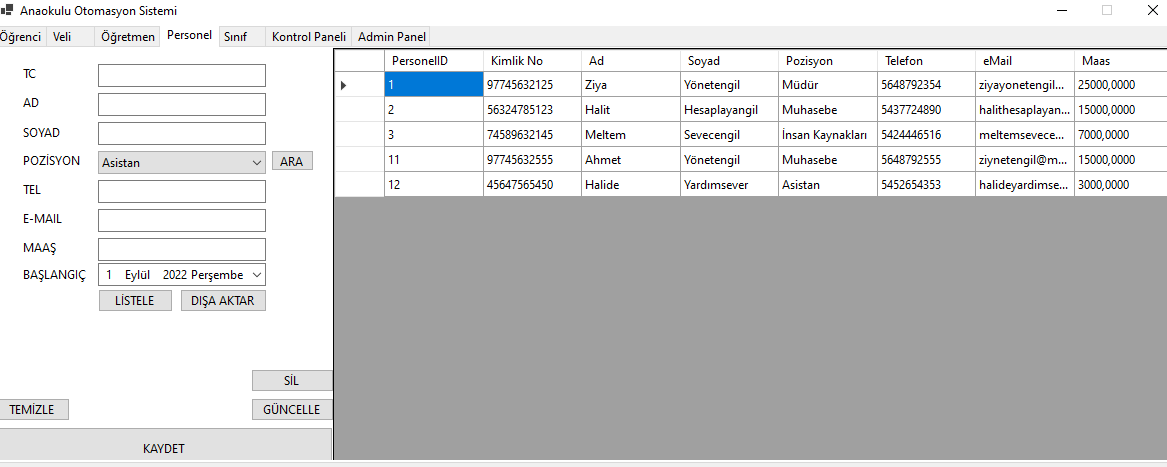 Anaokulu Otomasyon Sistemi
Öğrenci Veli Öğretmen Personel Sınıf Kontrol Paneli Admin Panel
TC
AD
SOYAD
POZİSYON Asistan ARA
TEL
E-MAIL
MAAŞ
BAŞLANGIÇ 1 Eylül 2022 Perşembe
LİSTELE DIŞA AKTAR
SİL
TEMİZLE GÜNCELLE
KAYDET
PersonelID Kimlik No Ad Soyad Pozisyon Telefon eMail Maas
1 97745632125 Ziya Yönetengil Müdür 5648792354 ziyayonetengil... 25000,0000
2 56324785123 Halit Hesaplayangil Muhasebe 5437724890 halithesaplayan... 15000,0000
3 74589632145 Meltem Sevecengil İnsan Kaynakları 5424446516 meltemsevece... 7000,0000
11 97745632555 Ahmet Yönetengil Muhasebe 5648792555 ziynetengil@m... 15000,0000
12 45647565450 Halide Yardımsever Asistan 5452654353 halideyardimse... 3000,0000